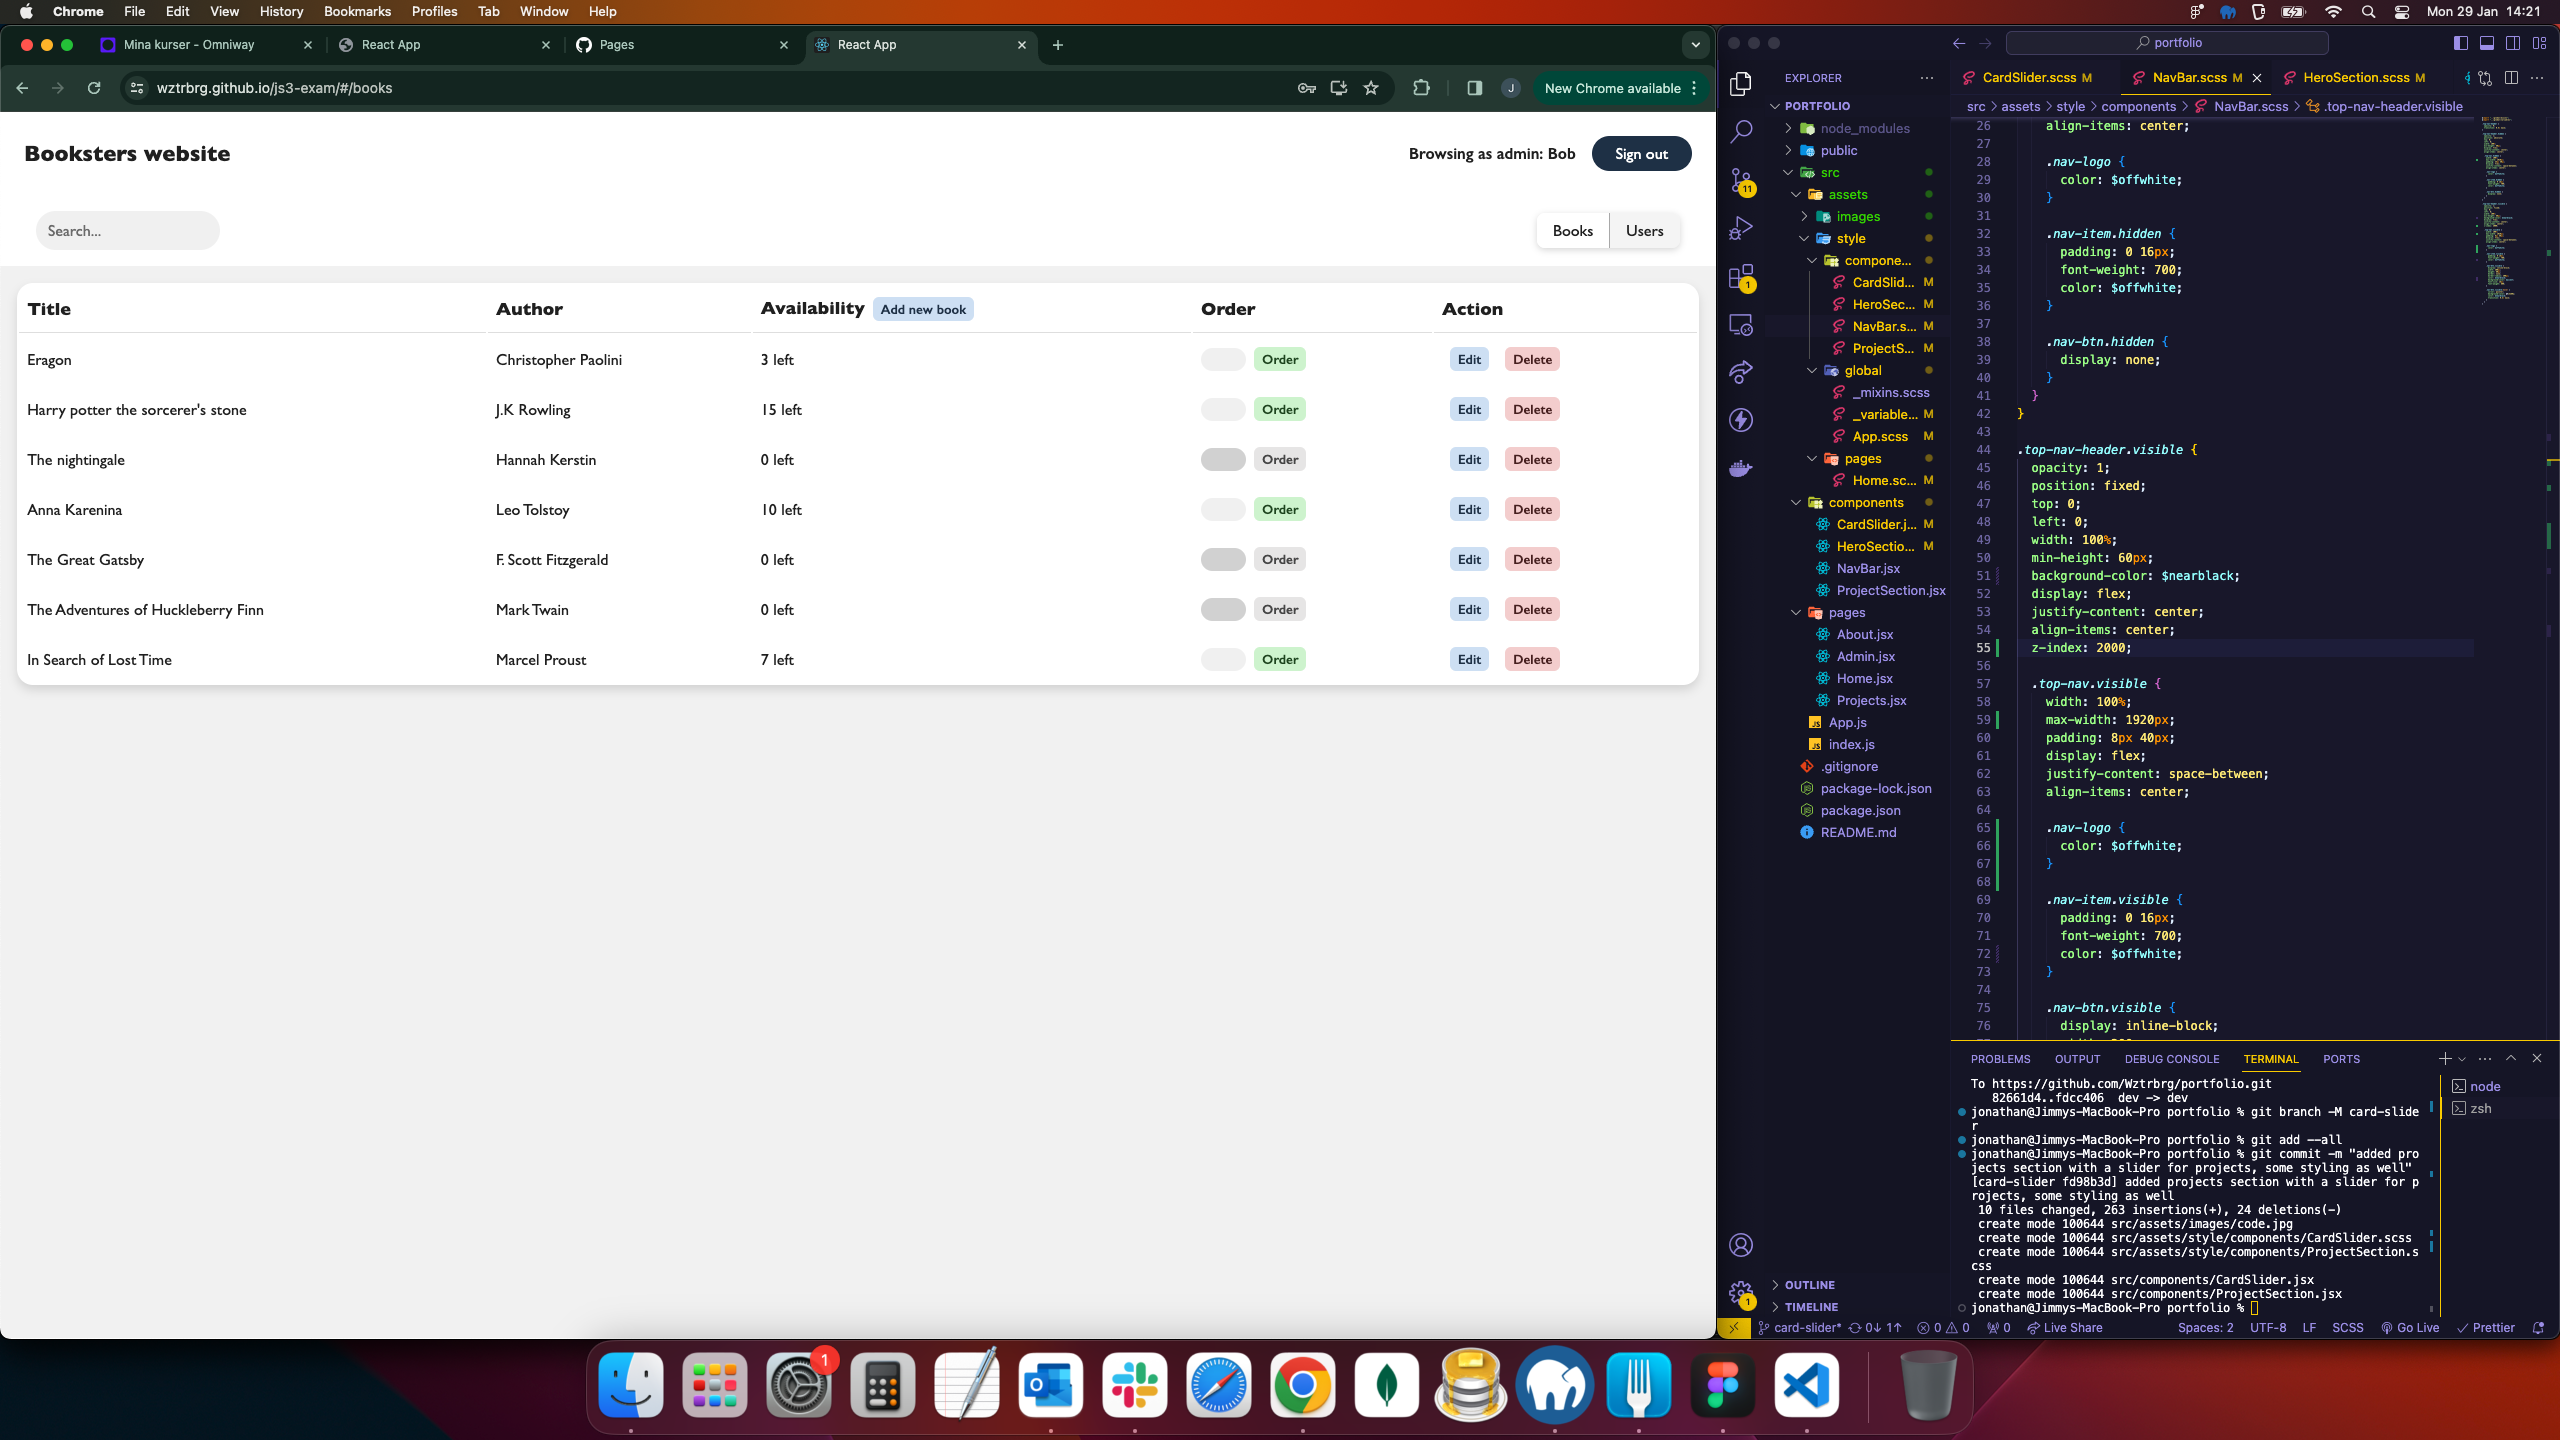 Chrome File Edit View History Bookmarks Profiles Tab Window Help
Mon 29 Jan 14:21
Mina kurser - Omniway
React App
Pages
React App
wztrbrg.github.io/js3-exam/#/books
J
New Chrome available
Booksters website
Browsing as admin: Bob
Sign out
Search...
Books
Users
Title Author Availability Add new book Order Action
Eragon Christopher Paolini 3 left Order Edit Delete
Harry potter the sorcerer's stone J.K Rowling 15 left Order Edit Delete
The nightingale Hannah Kerstin 0 left Order Edit Delete
Anna Karenina Leo Tolstoy 10 left Order Edit Delete
The Great Gatsby F. Scott Fitzgerald 0 left Order Edit Delete
The Adventures of Huckleberry Finn Mark Twain 0 left Order Edit Delete
In Search of Lost Time Marcel Proust 7 left Order Edit Delete
portfolio
11
1
1
EXPLORER
PORTFOLIO
node_modules
public
src
assets
images
style
compone...
CardSlid... M
HeroSec... M
NavBar.s... M
ProjectS... M
global
_mixins.scss
_variable... M
App.scss M
pages
Home.sc... M
components
CardSlider.j... M
HeroSectio... M
NavBar.jsx
ProjectSection.jsx
pages
About.jsx
Admin.jsx
Home.jsx
Projects.jsx
App.js
index.js
.gitignore
package-lock.json
package.json
README.md
OUTLINE
TIMELINE
CardSlider.scss M
NavBar.scss M
HeroSection.scss M
src > assets > style > components > NavBar.scss > .top-nav-header.visible
26 align-items: center;
27
28 .nav-logo {
29 color: $offwhite;
30 }
31
32 .nav-item.hidden {
33 padding: 0 16px;
34 font-weight: 700;
35 color: $offwhite;
36 }
37
38 .nav-btn.hidden {
39 display: none;
40 }
41 }
42 }
43
44 .top-nav-header.visible {
45 opacity: 1;
46 position: fixed;
47 top: 0;
48 left: 0;
49 width: 100%;
50 min-height: 60px;
51 background-color: $nearblack;
52 display: flex;
53 justify-content: center;
54 align-items: center;
55 z-index: 2000;
56
57 .top-nav.visible {
58 width: 100%;
59 max-width: 1920px;
60 padding: 8px 40px;
61 display: flex;
62 justify-content: space-between;
63 align-items: center;
64
65 .nav-logo {
66 color: $offwhite;
67 }
68
69 .nav-item.visible {
70 padding: 0 16px;
71 font-weight: 700;
72 color: $offwhite;
73 }
74
75 .nav-btn.visible {
76 display: inline-block;
PROBLEMS OUTPUT DEBUG CONSOLE TERMINAL PORTS
To https://github.com/Wztrbrg/portfolio.git
82661d4..fdcc406 dev -> dev
jonathan@Jimmys-MacBook-Pro portfolio % git branch -M card-slide
r
jonathan@Jimmys-MacBook-Pro portfolio % git add --all
jonathan@Jimmys-MacBook-Pro portfolio % git commit -m "added pro
jects section with a slider for projects, some styling as well"
[card-slider fd98b3d] added projects section with a slider for p
rojects, some styling as well
10 files changed, 263 insertions(+), 24 deletions(-)
create mode 100644 src/assets/images/code.jpg
create mode 100644 src/assets/style/components/CardSlider.scss
create mode 100644 src/assets/style/components/ProjectSection.s
css
create mode 100644 src/components/CardSlider.jsx
create mode 100644 src/components/ProjectSection.jsx
jonathan@Jimmys-MacBook-Pro portfolio %
node
zsh
card-slider* 0↓ 1↑ 0 0 0 Live Share Spaces: 2 UTF-8 LF SCSS Go Live Prettier
1